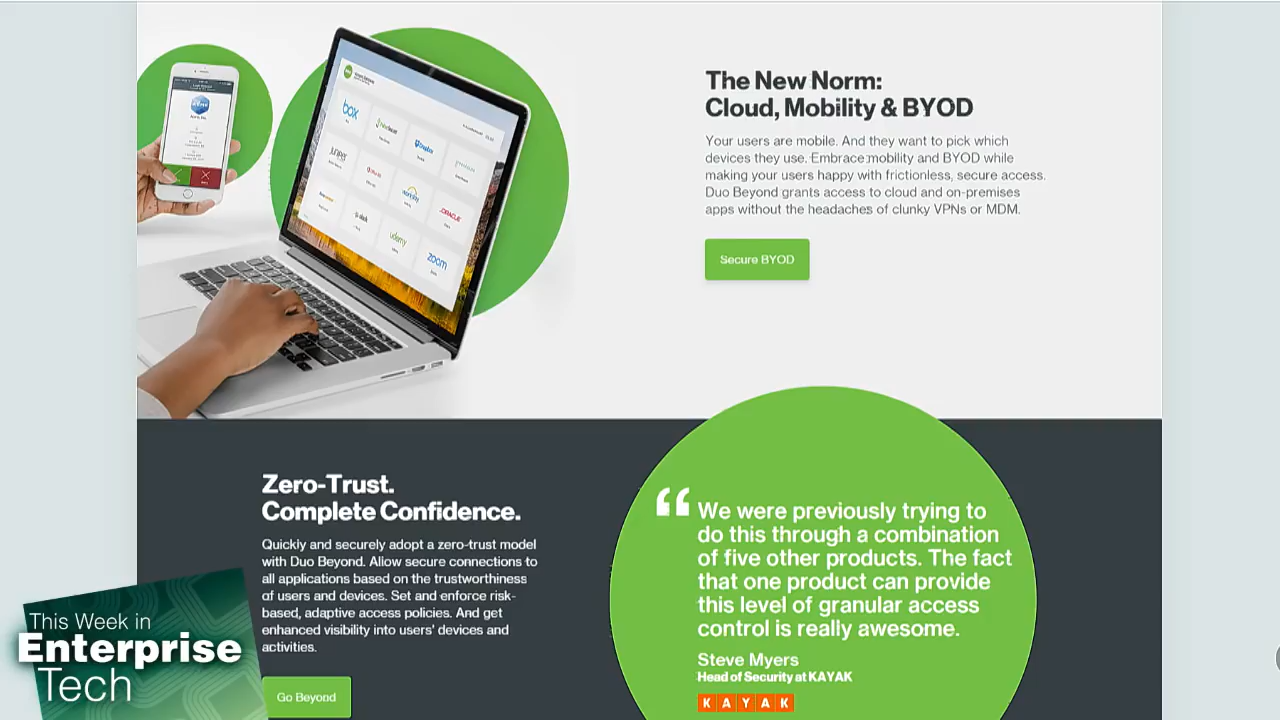 The New Norm:
Cloud, Mobility & BYOD
Your users are mobile. And they want to pick which
devices they use. Embrace mobility and BYOD while
making your users happy with frictionless, secure access.
Duo Beyond grants access to cloud and on-premises
apps without the headaches of clunky VPNs or MDM.
Secure BYOD
box
workday
ORACLE
slack
udemy
zoom
Zero-Trust.
Complete Confidence.
Quickly and securely adopt a zero-trust model
with Duo Beyond. Allow secure connections to
all applications based on the trustworthiness
of users and devices. Set and enforce risk-
based, adaptive access policies. And get
enhanced visibility into users' devices and
activities.
Go Beyond
“
We were previously trying to
do this through a combination
of five other products. The fact
that one product can provide
this level of granular access
control is really awesome.
Steve Myers
Head of Security at KAYAK
KAYAK
This Week in
Enterprise
Tech